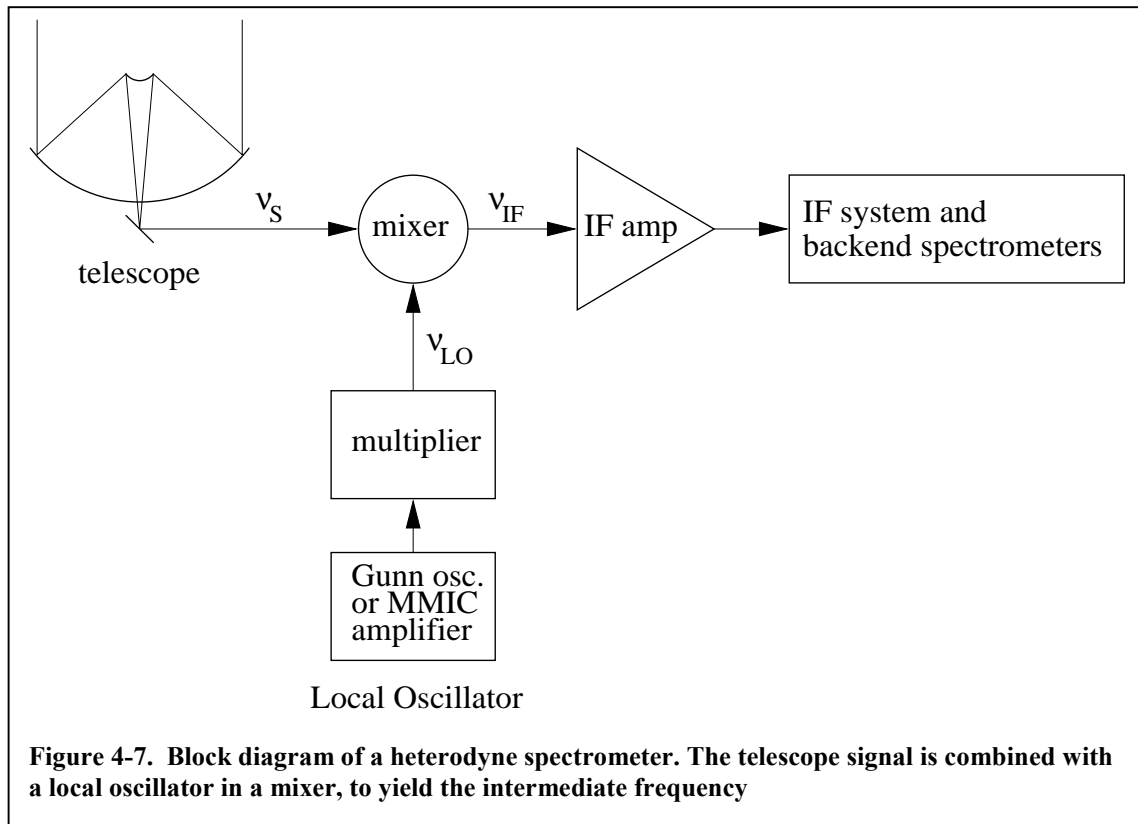 ν_S
mixer
ν_IF
IF amp
IF system and
backend spectrometers
telescope
ν_LO
multiplier
Gunn osc.
or MMIC
amplifier
Local Oscillator
Figure 4-7. Block diagram of a heterodyne spectrometer. The telescope signal is combined with
a local oscillator in a mixer, to yield the intermediate frequency